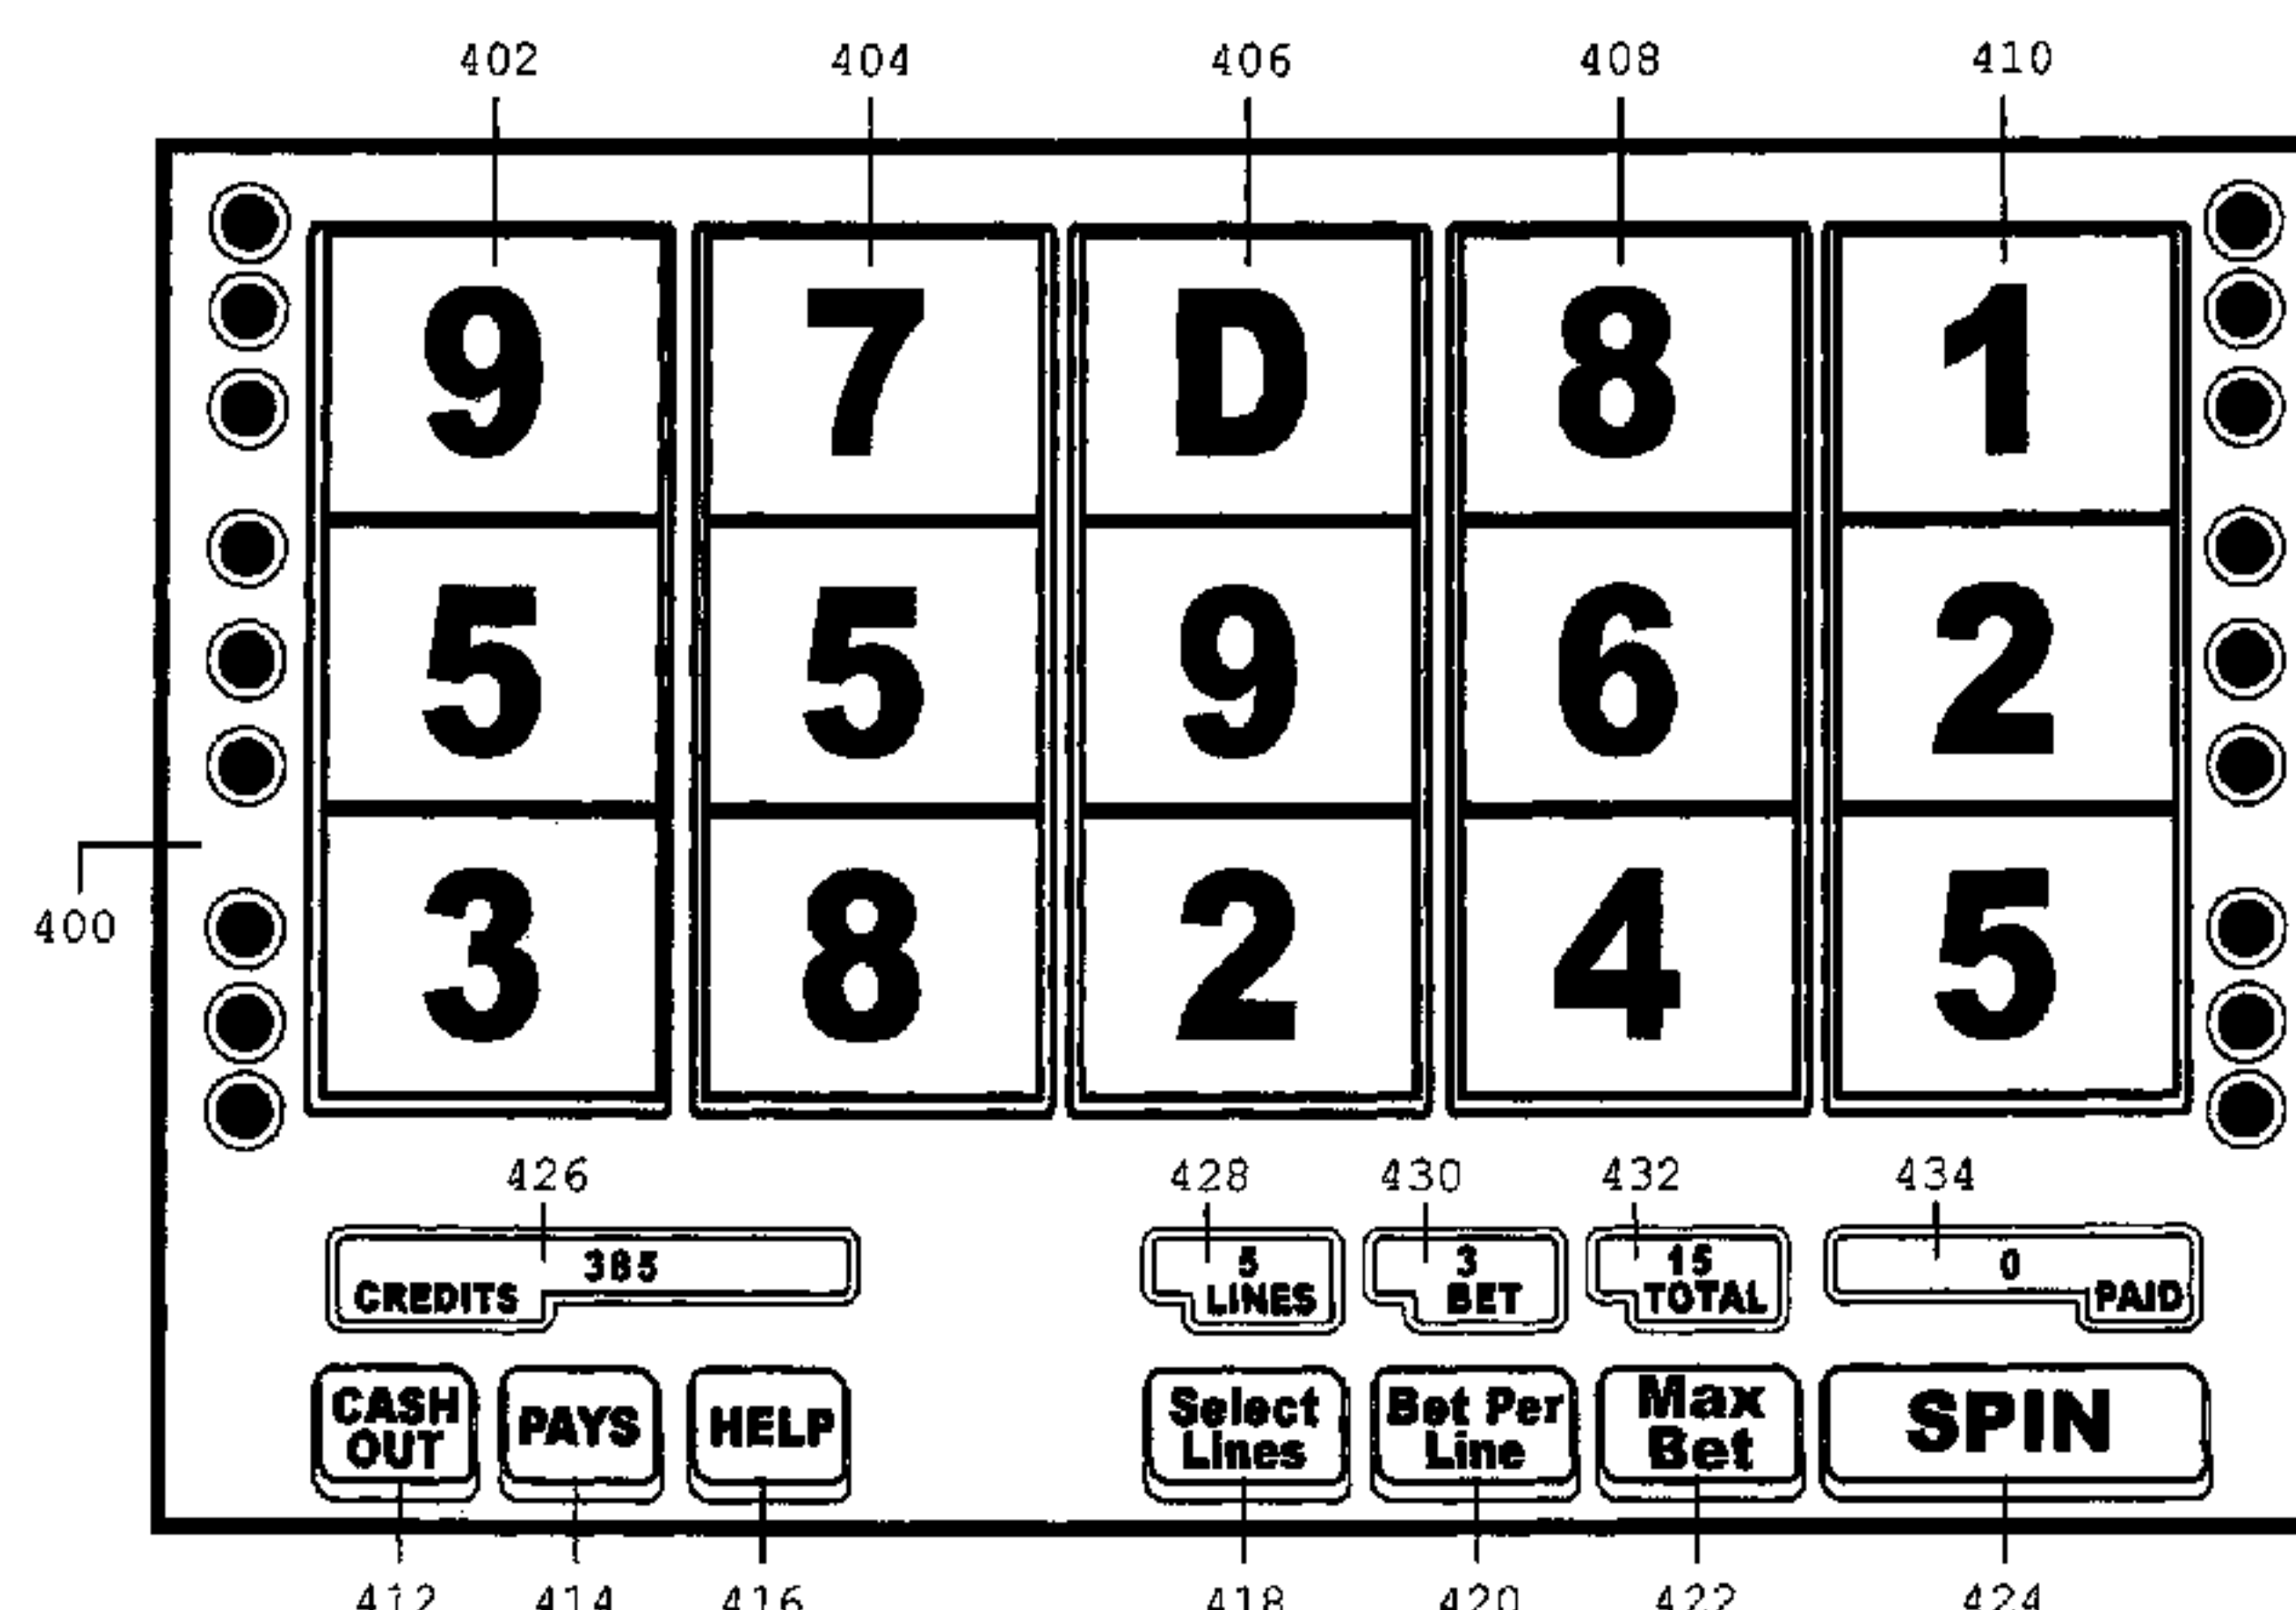 402 404 406 408 410
9 7 D 8 1
5 5 9 6 2
400
3 8 2 4 5
426 428 430 432 434
385 5 3 15 0
CREDITS LINES BET TOTAL PAID
CASH OUT PAYS HELP Select Lines Bet Per Line Max Bet SPIN
412 414 416 418 420 422 424